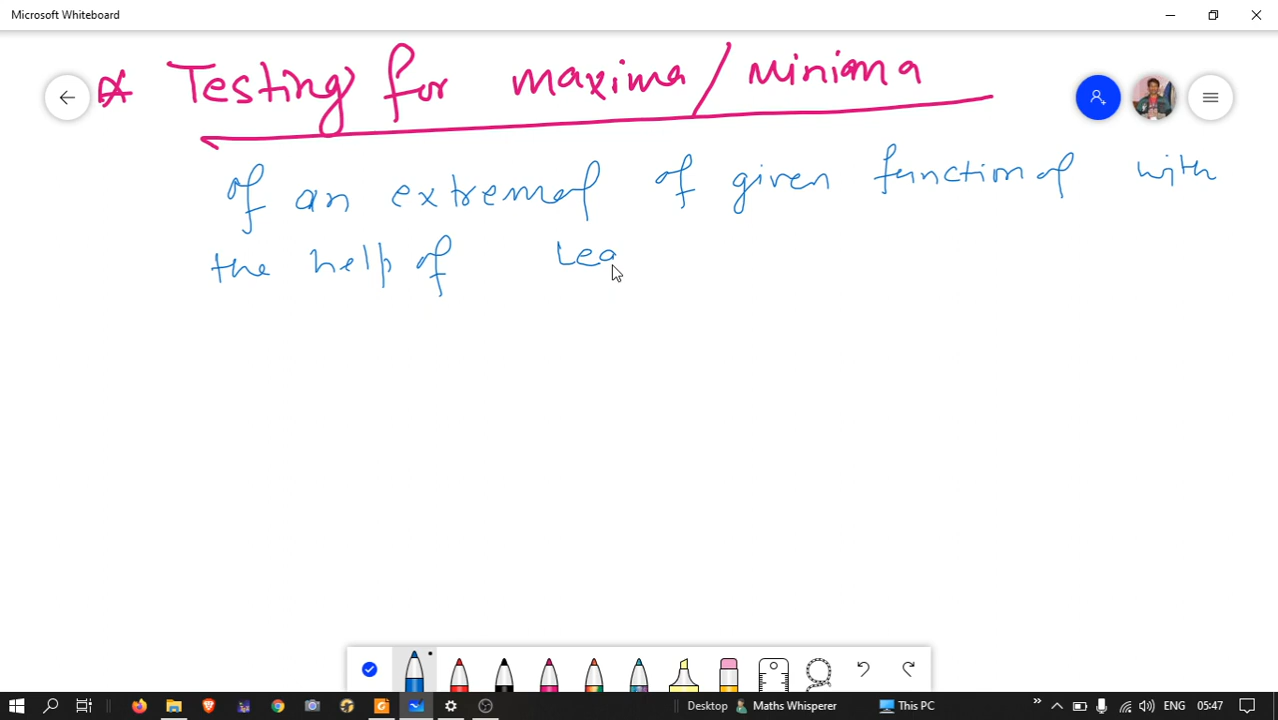 Microsoft Whiteboard
Testing for maxima/minima
of an extremal of given functional with
the help of Lea
Desktop
Maths Whisperer
This PC
ENG
05:47